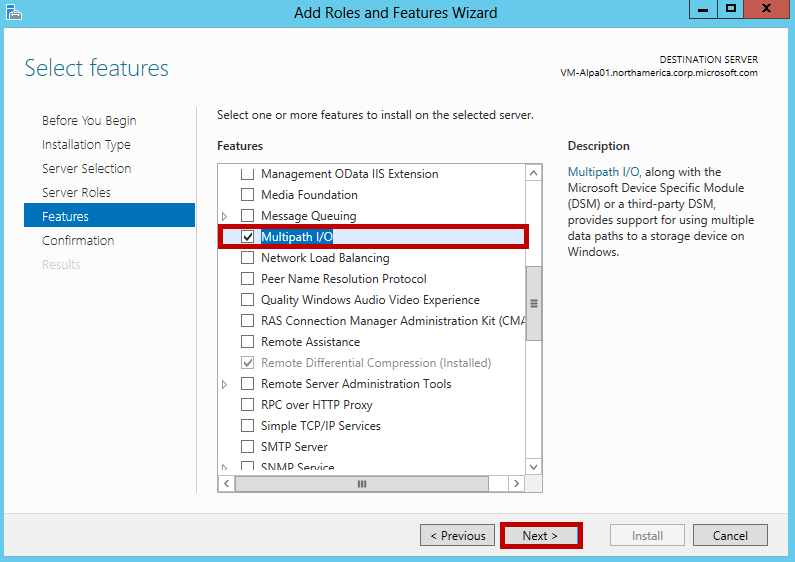 Add Roles and Features Wizard
Select features
DESTINATION SERVER
VM-Alpa01.northamerica.corp.microsoft.com
Before You Begin
Installation Type
Server Selection
Server Roles
Features
Confirmation
Results
Select one or more features to install on the selected server.
Features
Management OData IIS Extension
Media Foundation
Message Queuing
Multipath I/O
Network Load Balancing
Peer Name Resolution Protocol
Quality Windows Audio Video Experience
RAS Connection Manager Administration Kit (CMA
Remote Assistance
Remote Differential Compression (Installed)
Remote Server Administration Tools
RPC over HTTP Proxy
Simple TCP/IP Services
SMTP Server
SNMP Service
Description
Multipath I/O, along with the
Microsoft Device Specific Module
(DSM) or a third-party DSM,
provides support for using multiple
data paths to a storage device on
Windows.
< Previous
Next >
Install
Cancel